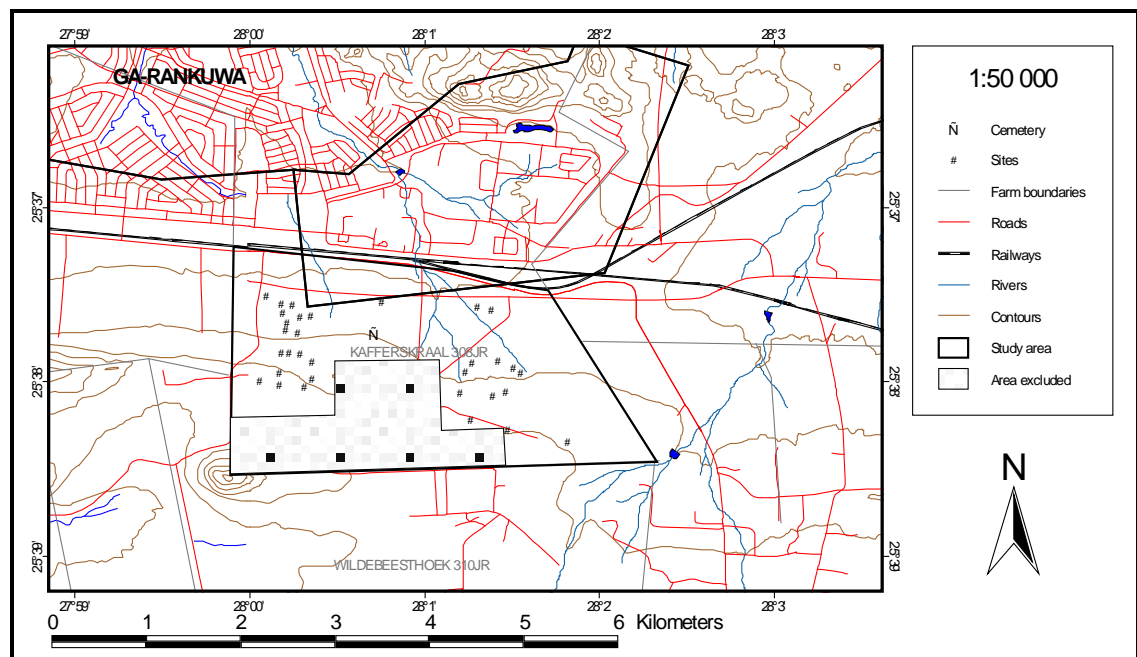 27°59' 28°00' 28°1' 28°2' 28°3'
GA-RANKUWA
25°37' 25°37'
Ñ
KAFFERSKRAAL 308JR
25°38' 25°38'
WILDEBEESTHOEK 310JR
25°39' 25°39'
27°59' 28°00' 28°1' 28°2' 28°3'
0 1 2 3 4 5 6 Kilometers
1:50 000
Ñ Cemetery
# Sites
Farm boundaries
Roads
Railways
Rivers
Contours
Study area
Area excluded
N